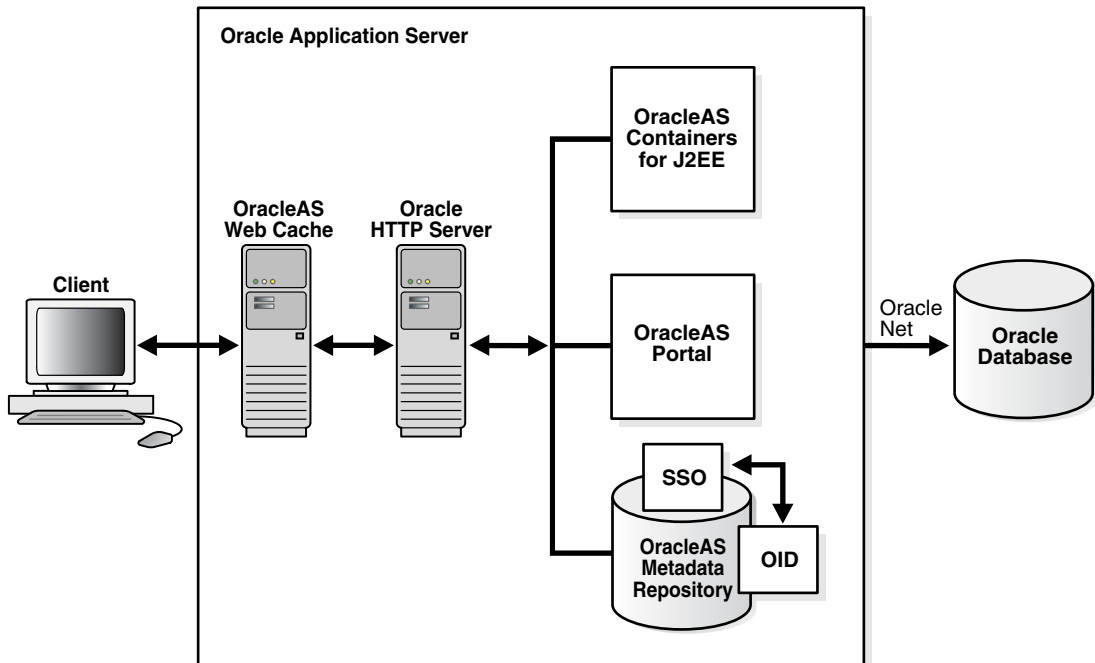 Oracle Application Server
OracleAS
Containers
for J2EE
OracleAS
Web Cache
Oracle
HTTP Server
Client
OracleAS
Portal
Oracle
Net
Oracle
Database
SSO
OracleAS
Metadata
Repository
OID